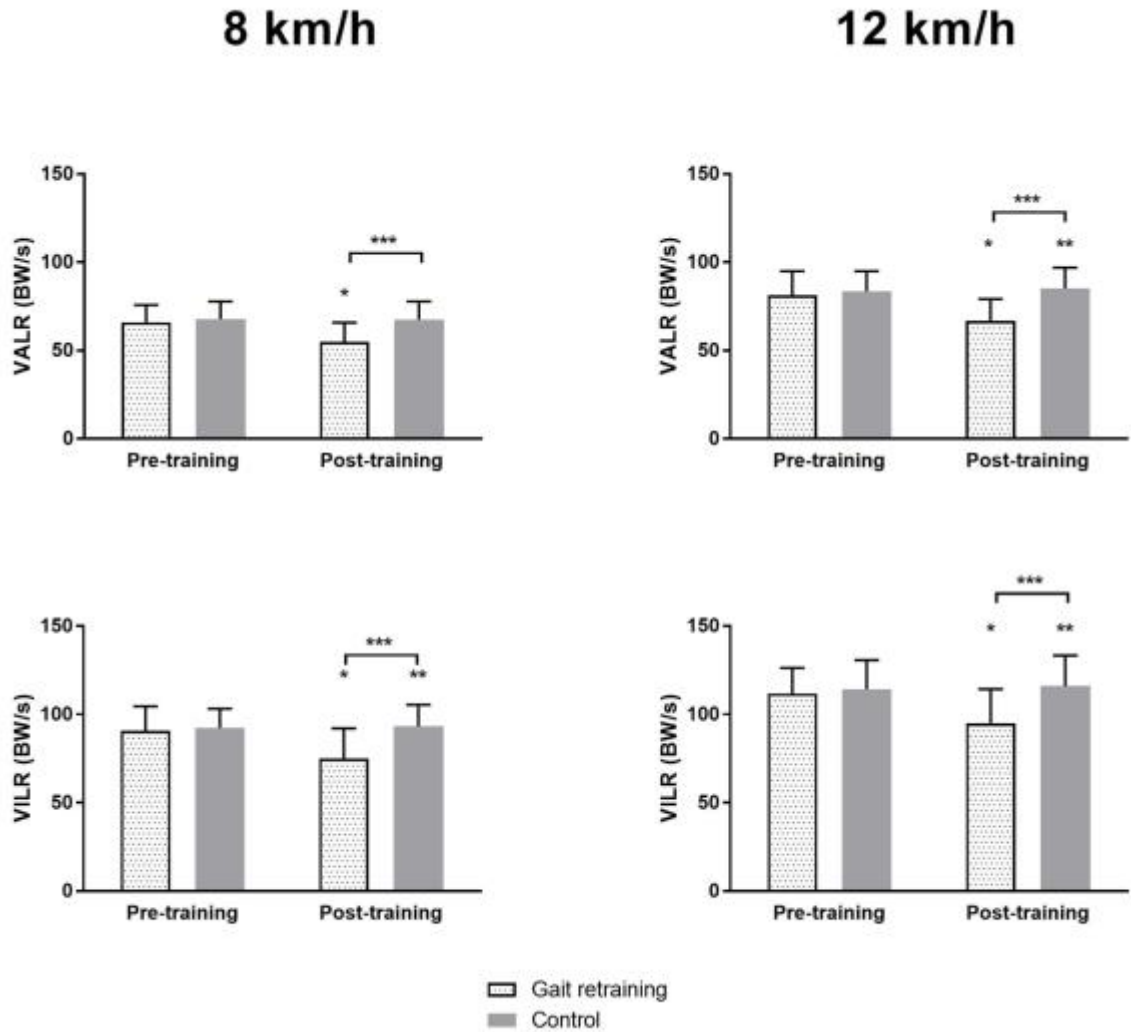 8 km/h
12 km/h
VALR (BW/s)
150
100
50
0
*
***
Pre-training
Post-training
VALR (BW/s)
150
100
50
0
*
***
**
Pre-training
Post-training
VILR (BW/s)
150
100
50
0
*
***
**
Pre-training
Post-training
VILR (BW/s)
150
100
50
0
*
***
**
Pre-training
Post-training
Gait retraining
Control